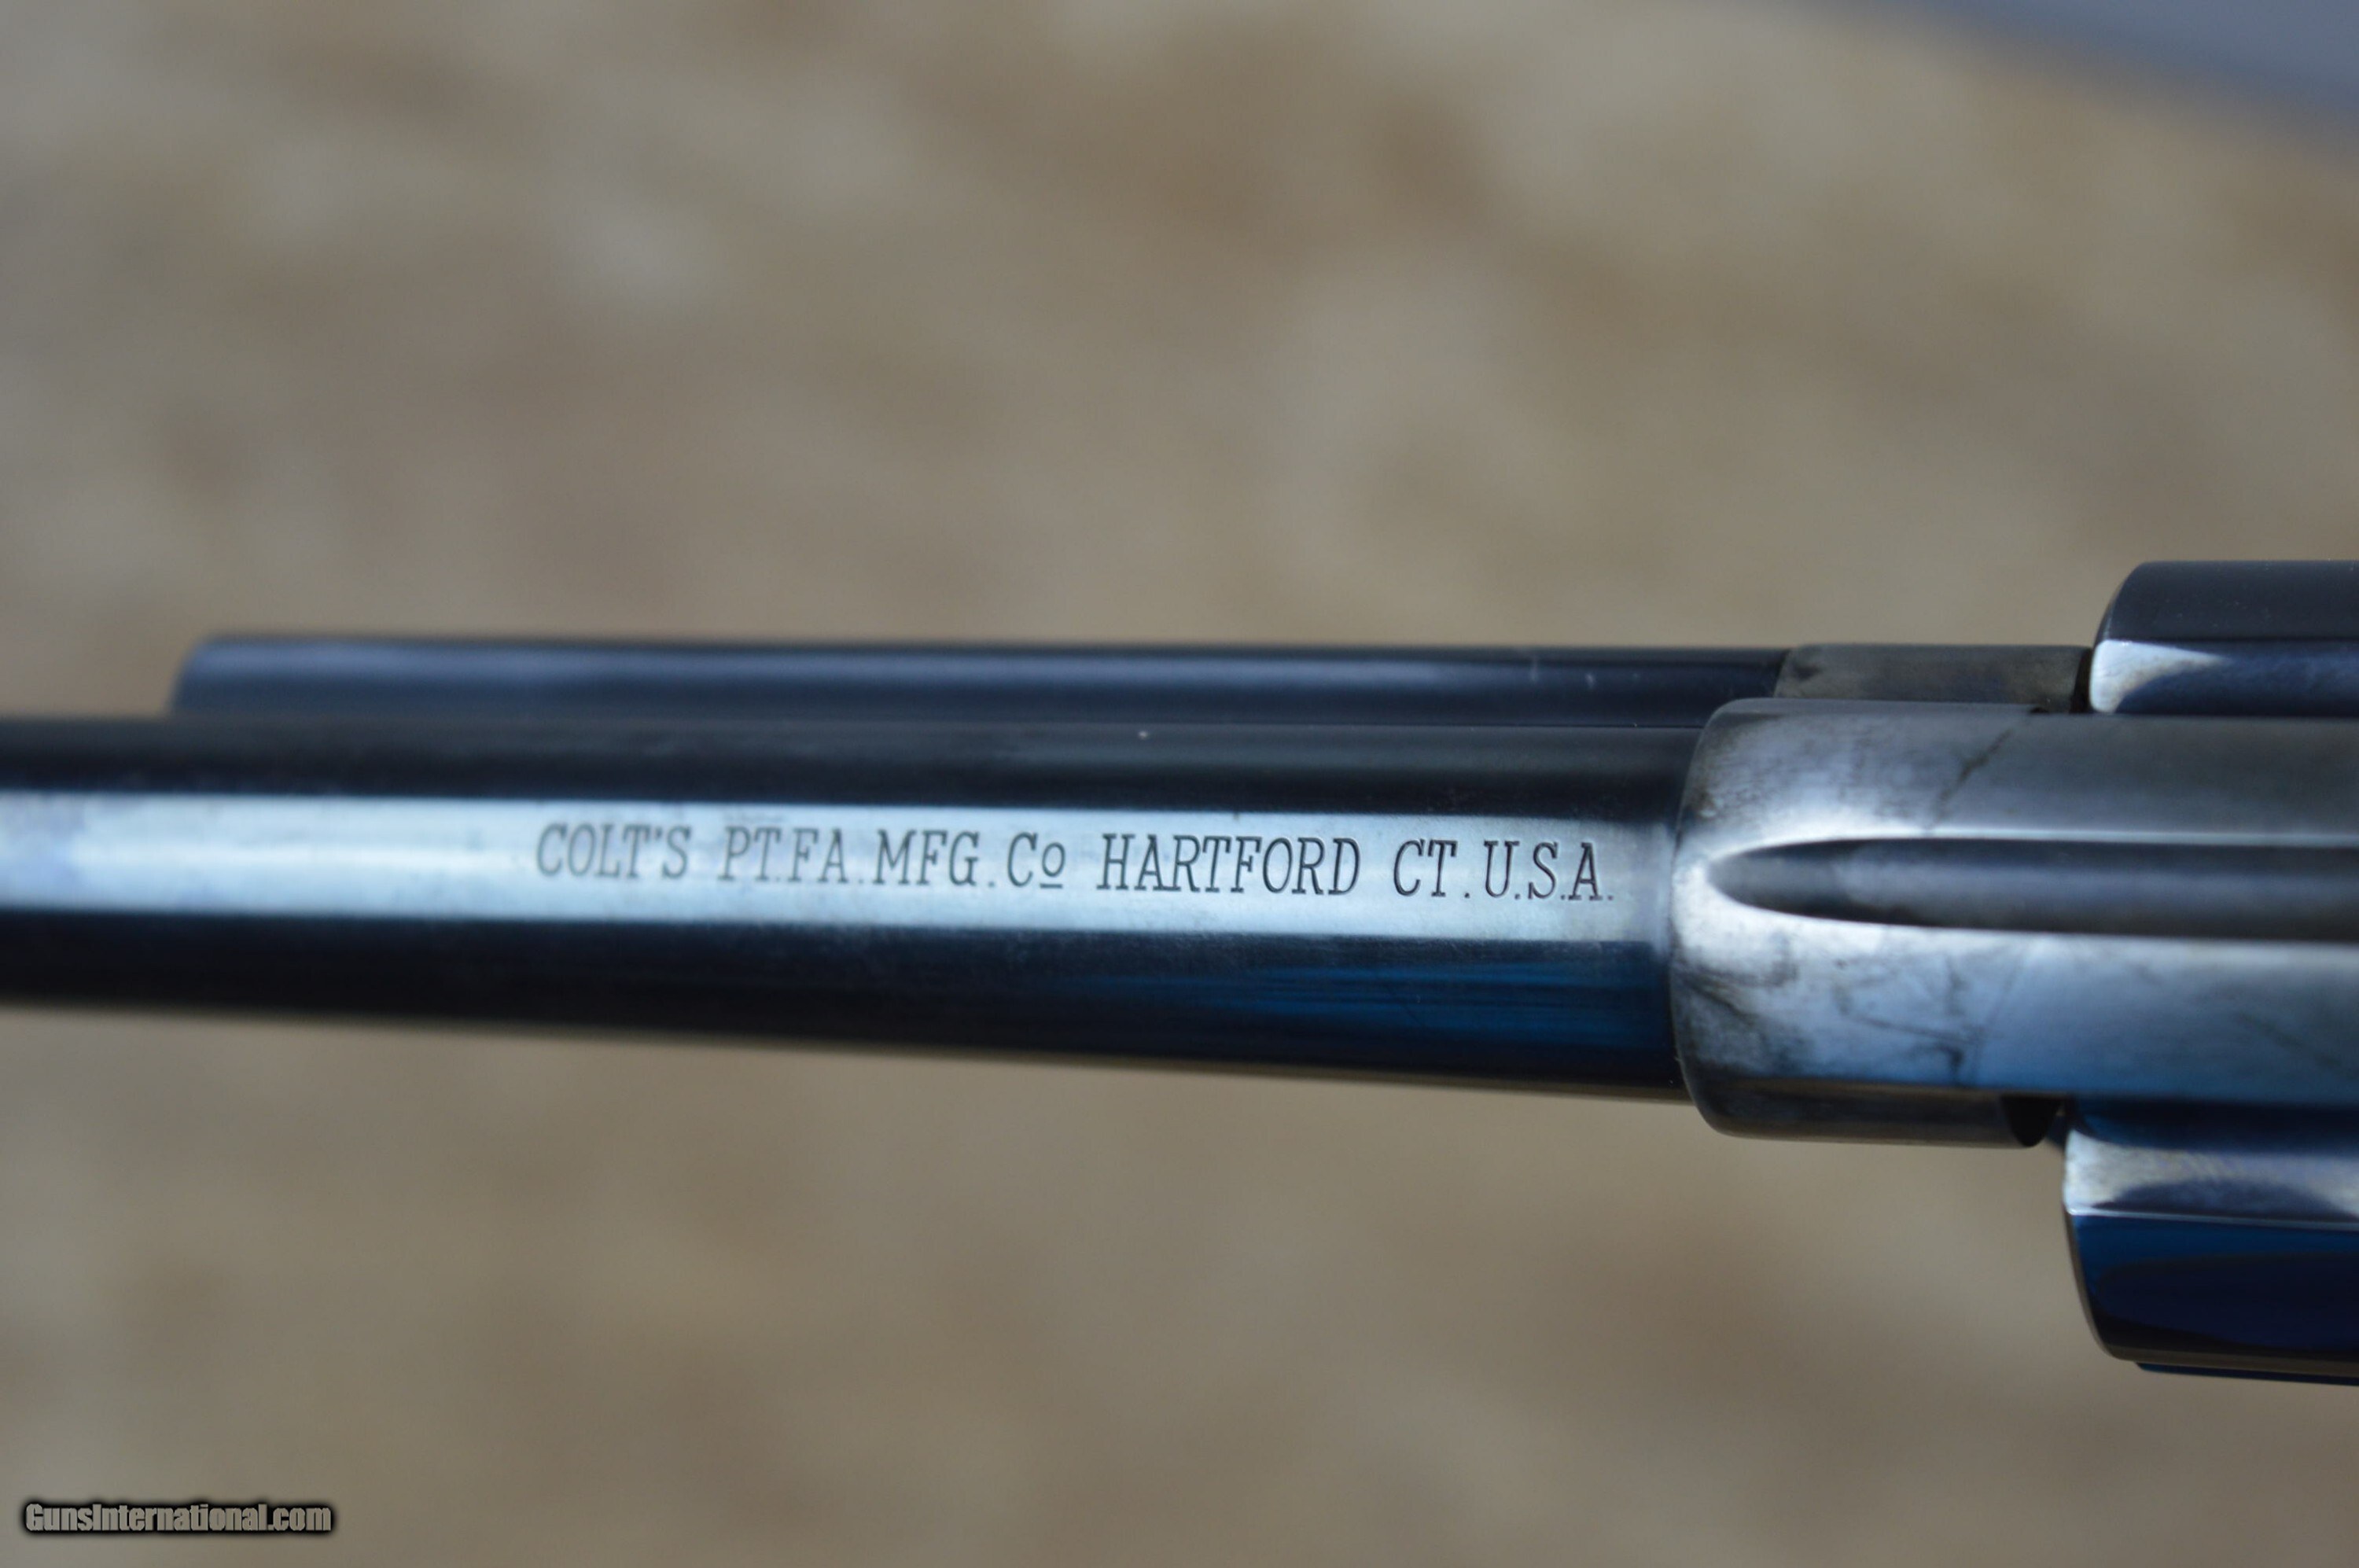 COLT'S PT.F.A.MFG.Co HARTFORD CT.U.S.A.
GunsInternational.com